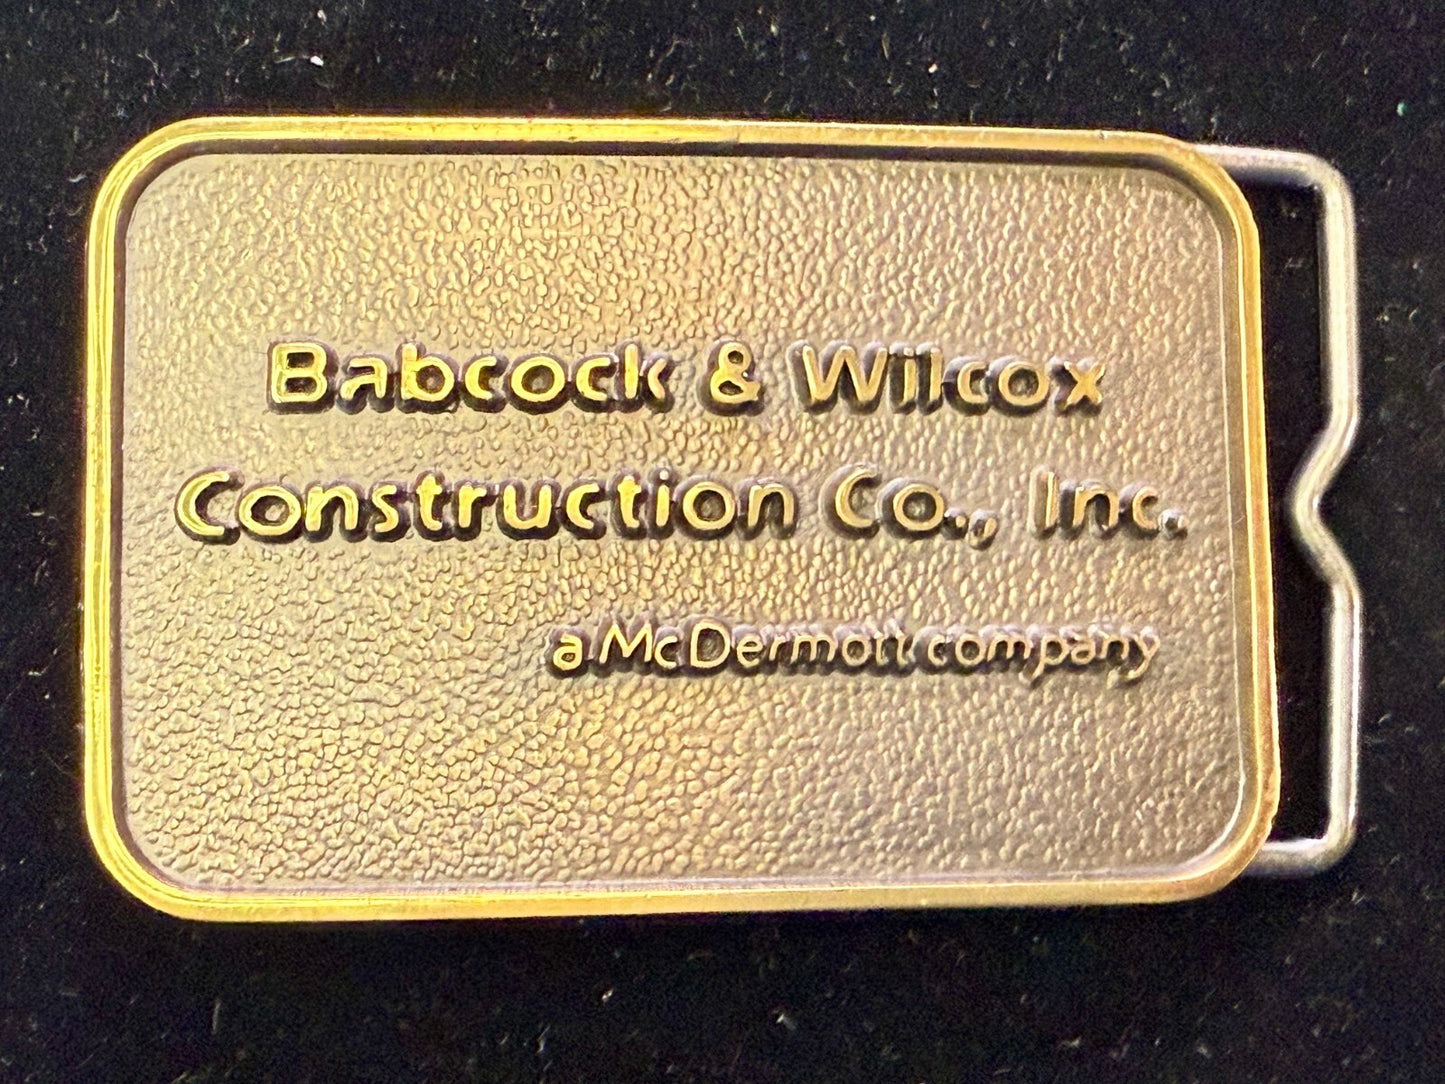 Babcock & Wilcox
Construction Co., Inc.
a McDermott company